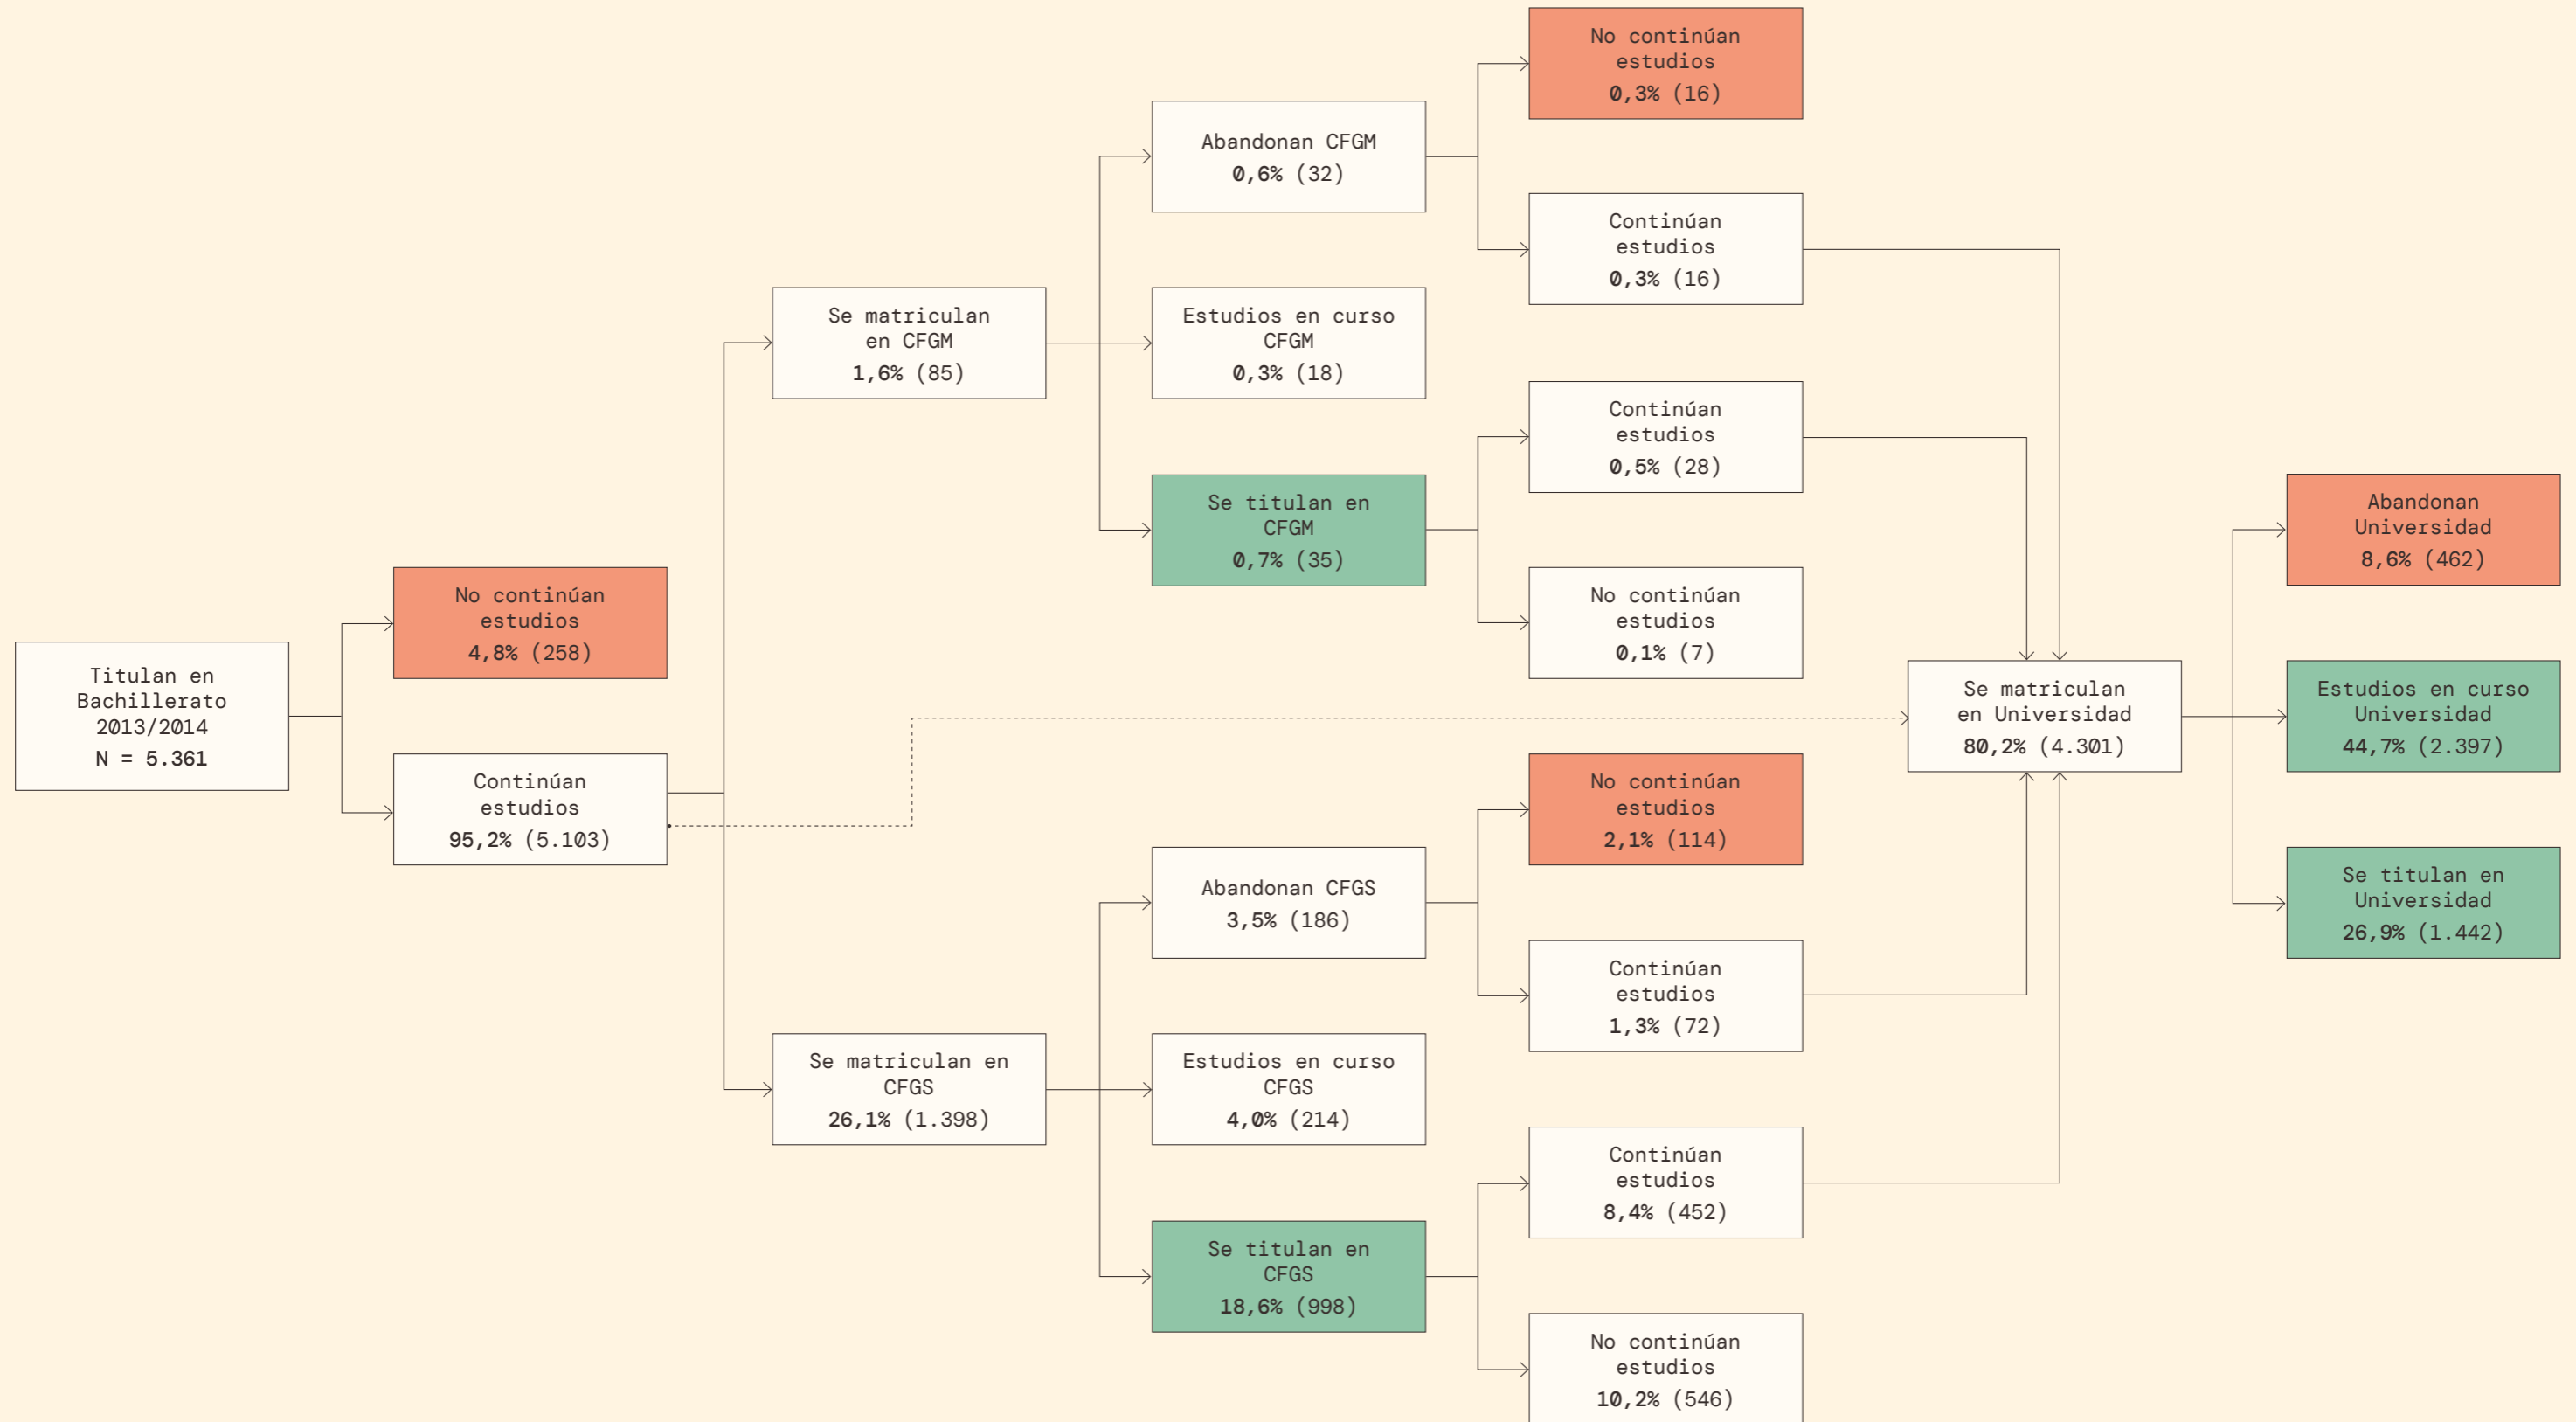 Titulan en
Bachillerato
2013/2014
N = 5.361
No continúan
estudios
4,8% (258)
Continúan
estudios
95,2% (5.103)
Se matriculan
en CFGM
1,6% (85)
Se matriculan en
CFGS
26,1% (1.398)
Abandonan CFGM
0,6% (32)
Estudios en curso
CFGM
0,3% (18)
Se titulan en
CFGM
0,7% (35)
Abandonan CFGS
3,5% (186)
Estudios en curso
CFGS
4,0% (214)
Se titulan en
CFGS
18,6% (998)
No continúan
estudios
0,3% (16)
Continúan
estudios
0,3% (16)
Continúan
estudios
0,5% (28)
No continúan
estudios
0,1% (7)
No continúan
estudios
2,1% (114)
Continúan
estudios
1,3% (72)
Continúan
estudios
8,4% (452)
No continúan
estudios
10,2% (546)
Se matriculan
en Universidad
80,2% (4.301)
Abandonan
Universidad
8,6% (462)
Estudios en curso
Universidad
44,7% (2.397)
Se titulan en
Universidad
26,9% (1.442)